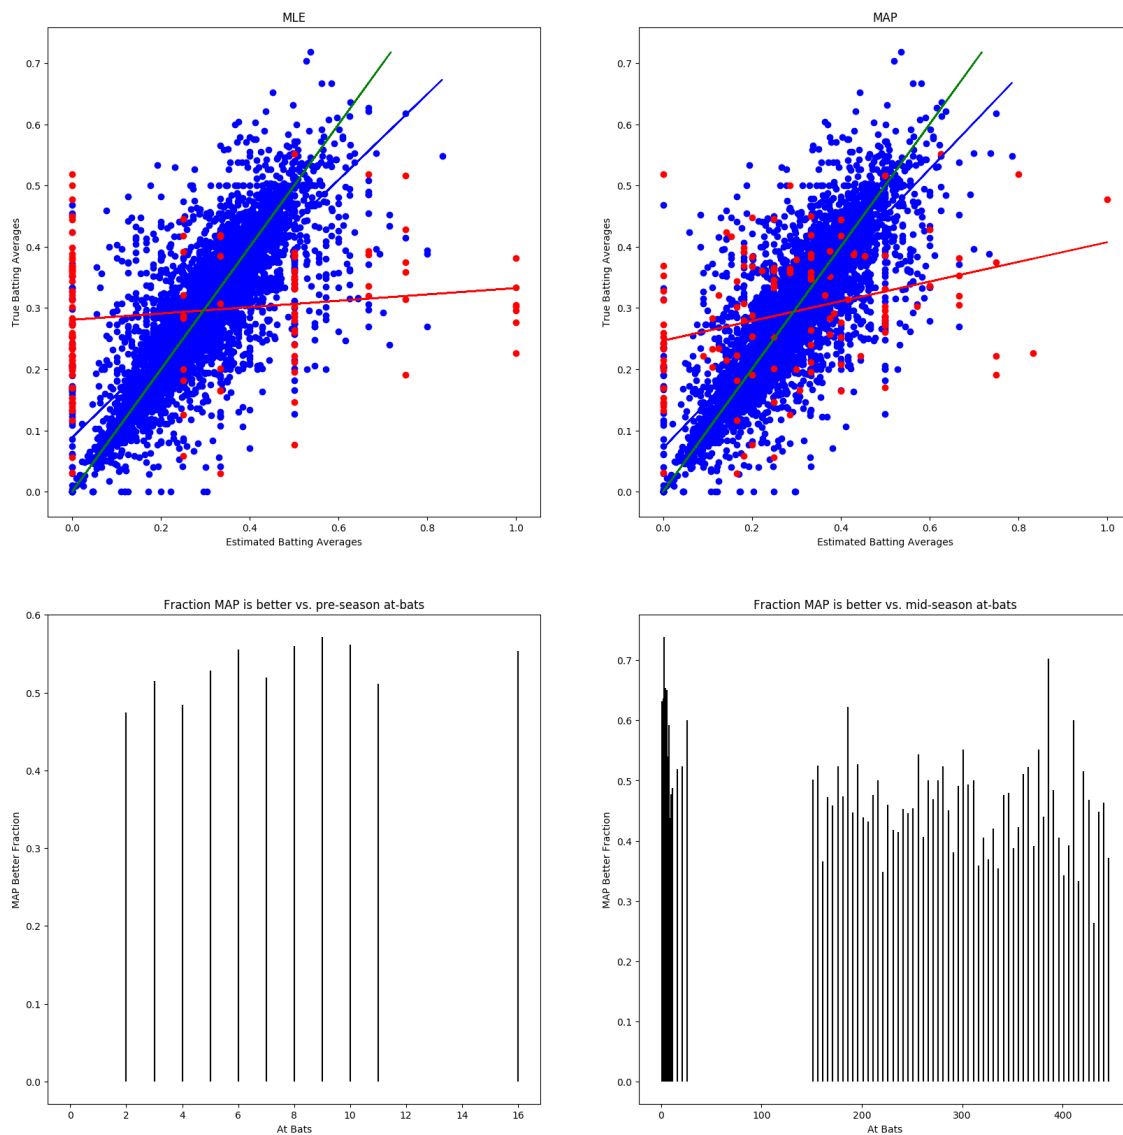 MLE
True Batting Averages
0.7
0.6
0.5
0.4
0.3
0.2
0.1
0.0
0.0 0.2 0.4 0.6 0.8 1.0
Estimated Batting Averages
MAP
True Batting Averages
0.7
0.6
0.5
0.4
0.3
0.2
0.1
0.0
0.0 0.2 0.4 0.6 0.8 1.0
Estimated Batting Averages
Fraction MAP is better vs. pre-season at-bats
MAP Better Fraction
0.6
0.5
0.4
0.3
0.2
0.1
0.0
0 2 4 6 8 10 12 14 16
At Bats
Fraction MAP is better vs. mid-season at-bats
MAP Better Fraction
0.7
0.6
0.5
0.4
0.3
0.2
0.1
0.0
0 100 200 300 400
At Bats